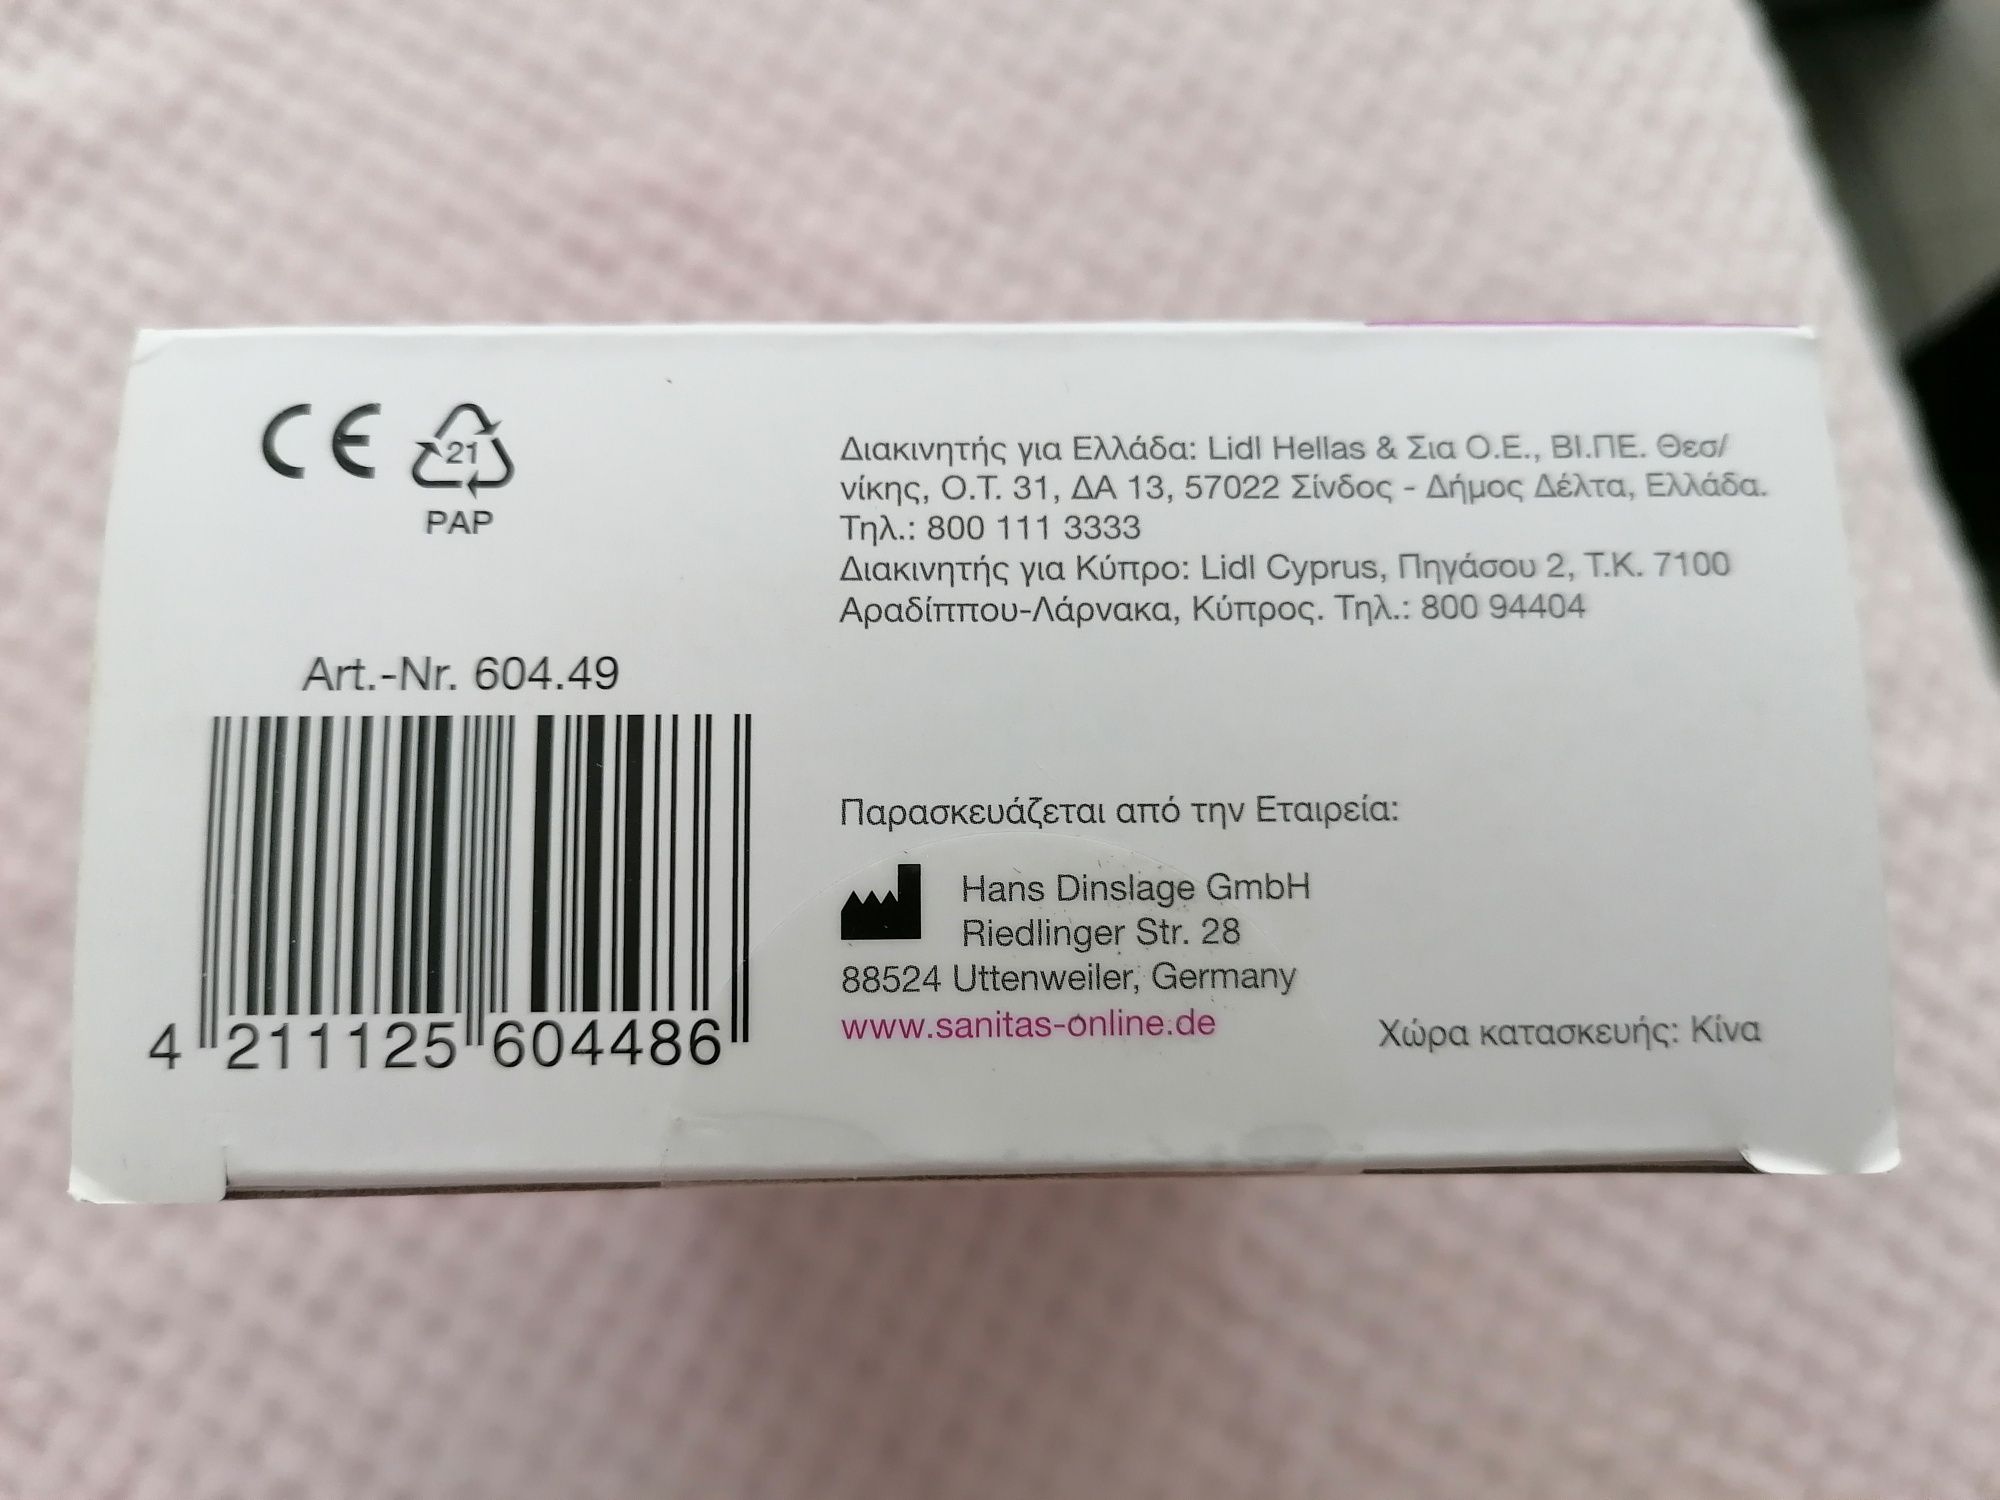 CE
21
PAP
Διακινητής για Ελλάδα: Lidl Hellas & Σια Ο.Ε., ΒΙ.ΠΕ. Θεσ/
νίκης, Ο.Τ. 31, ΔΑ 13, 57022 Σίνδος - Δήμος Δέλτα, Ελλάδα.
Τηλ.: 800 111 3333
Διακινητής για Κύπρο: Lidl Cyprus, Πηγάσου 2, Τ.Κ. 7100
Αραδίππου-Λάρνακα, Κύπρος. Τηλ.: 800 94404
Art.-Nr. 604.49
4 211125 604486
Παρασκευάζεται από την Εταιρεία:
Hans Dinslage GmbH
Riedlinger Str. 28
88524 Uttenweiler, Germany
www.sanitas-online.de
Χώρα κατασκευής: Κίνα